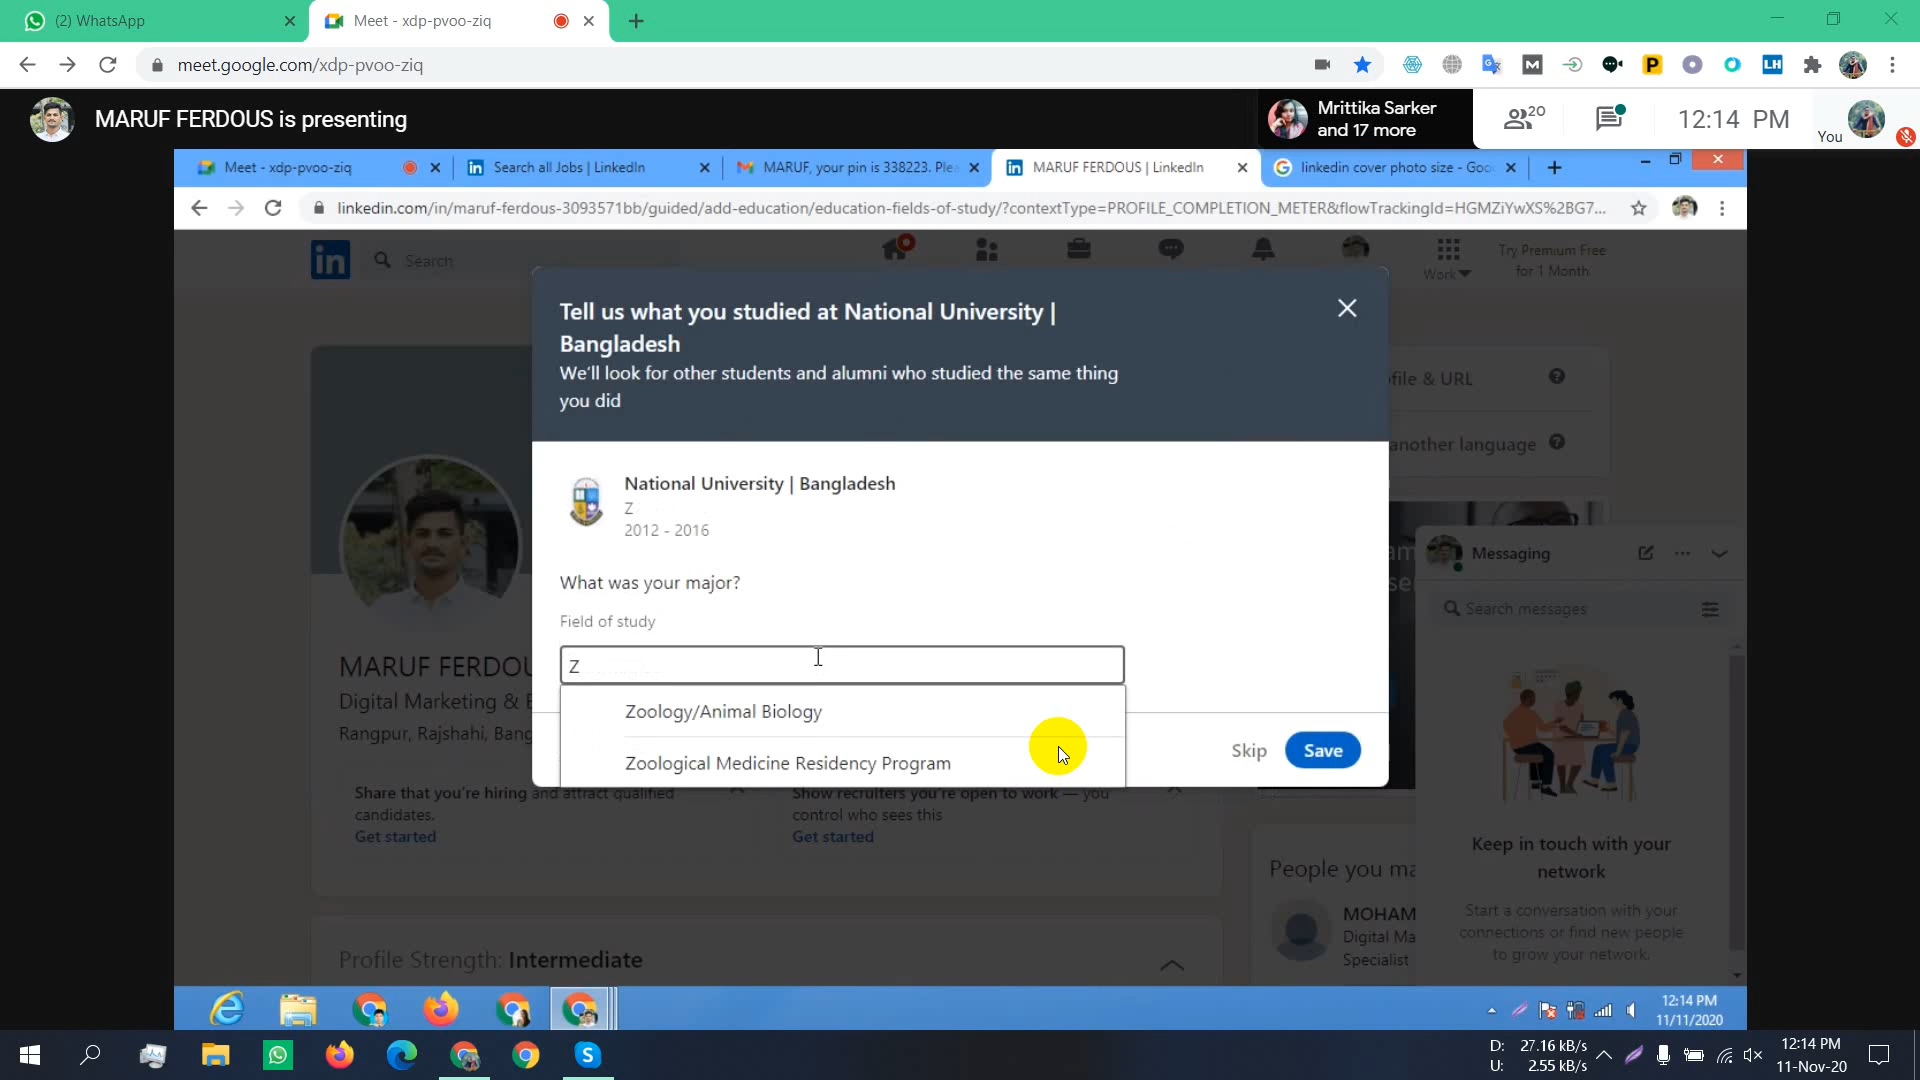 (2) WhatsApp
Meet - xdp-pvoo-ziq
meet.google.com/xdp-pvoo-ziq
MARUF FERDOUS is presenting
Mrittika Sarker
and 17 more
20
12:14 PM
You
Meet - xdp-pvoo-ziq
Search all Jobs | LinkedIn
MARUF, your pin is 338223. Plea
MARUF FERDOUS | LinkedIn
linkedin cover photo size - Goo
linkedin.com/in/maruf-ferdous-3093571bb/guided/add-education/education-fields-of-study/?contextType=PROFILE_COMPLETION_METER&flowTrackingId=HGMZiYwXS%2BG7...
in
Search
Work
Try Premium Free
for 1 Month
Tell us what you studied at National University |
Bangladesh
We'll look for other students and alumni who studied the same thing
you did
file & URL
another language
National University | Bangladesh
Z
2012 - 2016
What was your major?
Field of study
Z
Zoology/Animal Biology
Zoological Medicine Residency Program
Skip
Save
Messaging
Search messages
MARUF FERDOU
Digital Marketing & E
Rangpur, Rajshahi, Bang
Share that you're hiring and attract qualified
candidates.
Get started
Show recruiters you're open to work — you
control who sees this
Get started
Keep in touch with your
network
Start a conversation with your
connections or find new people
to grow your network.
People you ma
MOHAM
Digital Ma
Specialist
Profile Strength: Intermediate
12:14 PM
11/11/2020
D: 27.16 kB/s
U: 2.55 kB/s
12:14 PM
11-Nov-20